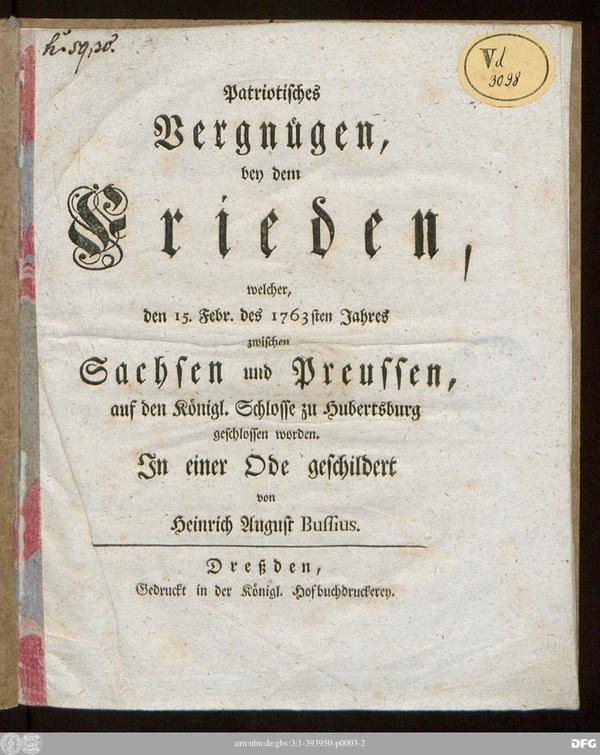 Vd
3098
Patriotisches
Vergnügen,
bey dem
Frieden,
welcher,
den 15. Febr. des 1763sten Jahres
zwischen
Sachsen und Preussen,
auf den Königl. Schlosse zu Hubertsburg
geschlossen worden.
In einer Ode geschildert
von
Heinrich August Bussius.
Dreßden,
Gedruckt in der Königl. Hofbuchdruckerey.
urn:nbn:de:gbv:3:1-393950-p0003-2
DFG